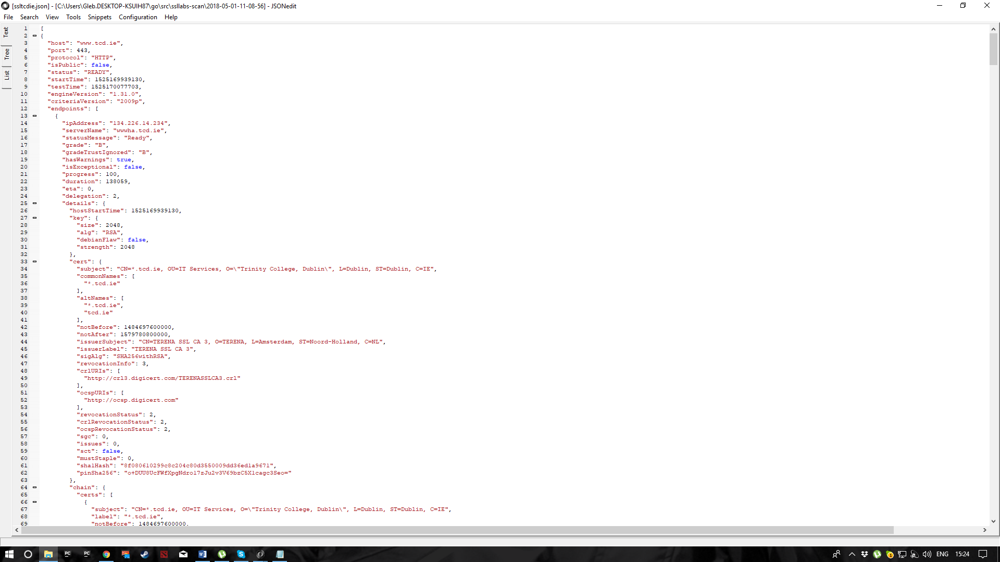 [ssltcdie.json] - [C:\Users\Gleb.DESKTOP-KSUIH87\go\src\ssllabs-scan\2018-05-01-11-08-56] - JSONedit
File Search View Tools Snippets Configuration Help
Text
Tree
List
1 [
2 {
3 "host": "www.tcd.ie",
4 "port": 443,
5 "protocol": "HTTP",
6 "isPublic": false,
7 "status": "READY",
8 "startTime": 1525169939130,
9 "testTime": 1525170077703,
10 "engineVersion": "1.31.0",
11 "criteriaVersion": "2009p",
12 "endpoints": [
13 {
14 "ipAddress": "134.226.14.234",
15 "serverName": "wwwha.tcd.ie",
16 "statusMessage": "Ready",
17 "grade": "B",
18 "gradeTrustIgnored": "B",
19 "hasWarnings": true,
20 "isExceptional": false,
21 "progress": 100,
22 "duration": 138059,
23 "eta": 0,
24 "delegation": 2,
25 "details": {
26 "hostStartTime": 1525169939130,
27 "key": {
28 "size": 2048,
29 "alg": "RSA",
30 "debianFlaw": false,
31 "strength": 2048
32 },
33 "cert": {
34 "subject": "CN=*.tcd.ie, OU=IT Services, O=\"Trinity College, Dublin\", L=Dublin, ST=Dublin, C=IE",
35 "commonNames": [
36 "*.tcd.ie"
37 ],
38 "altNames": [
39 "*.tcd.ie",
40 "tcd.ie"
41 ],
42 "notBefore": 1484697600000,
43 "notAfter": 1579780800000,
44 "issuerSubject": "CN=TERENA SSL CA 3, O=TERENA, L=Amsterdam, ST=Noord-Holland, C=NL",
45 "issuerLabel": "TERENA SSL CA 3",
46 "sigAlg": "SHA256withRSA",
47 "revocationInfo": 3,
48 "crlURIs": [
49 "http://crl3.digicert.com/TERENASSLCA3.crl"
50 ],
51 "ocspURIs": [
52 "http://ocsp.digicert.com"
53 ],
54 "revocationStatus": 2,
55 "crlRevocationStatus": 2,
56 "ocspRevocationStatus": 2,
57 "sgc": 0,
58 "issues": 0,
59 "sct": false,
60 "mustStaple": 0,
61 "sha1Hash": "8f080610299c8c204c80d3550009dd36ed1a9671",
62 "pinSha256": "o+DUU8UcFWfXpgNdrol7zJu2v3V69bzC5X1cagc3Seo="
63 },
64 "chain": {
65 "certs": [
66 {
67 "subject": "CN=*.tcd.ie, OU=IT Services, O=\"Trinity College, Dublin\", L=Dublin, ST=Dublin, C=IE",
68 "label": "*.tcd.ie",
69 "notBefore": 1484697600000,
PC
PC
1
ENG
15:24